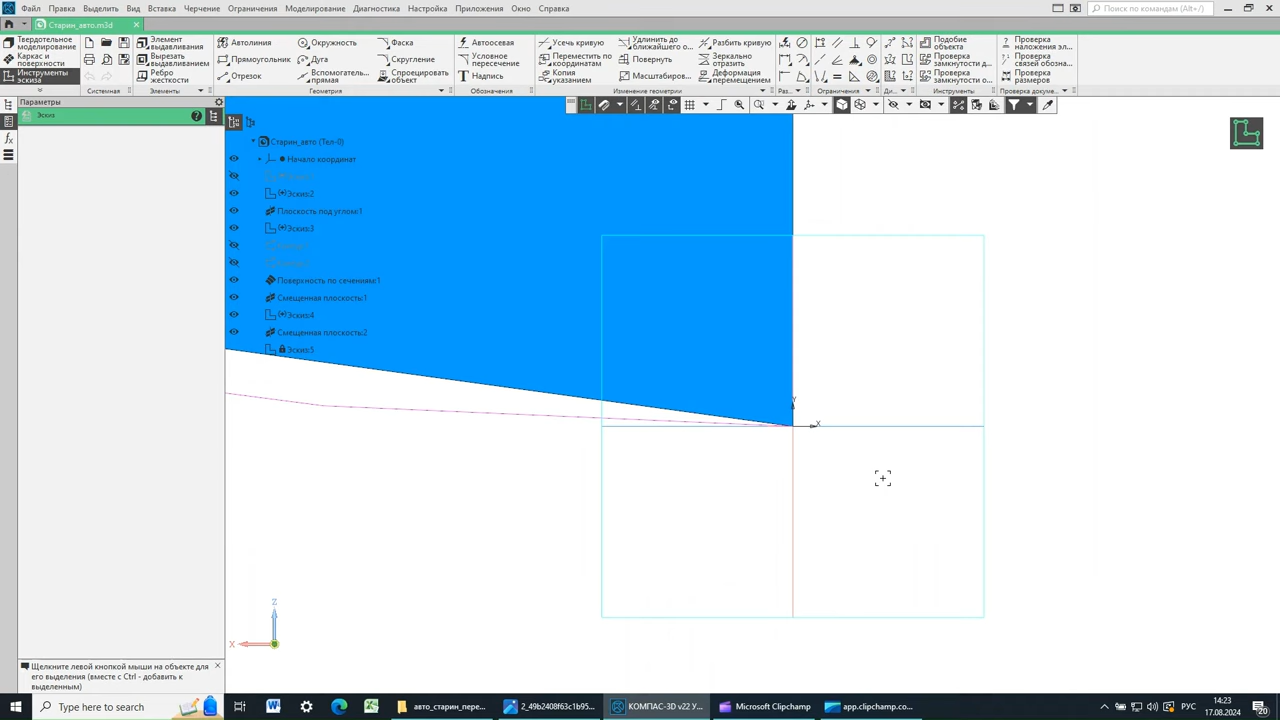 Файл Правка Выделить Вид Вставка Черчение Ограничения Моделирование Диагностика Настройка Приложения Окно Справка
Поиск по командам (Alt+/)
Старин_авто.m3d
Твердотельное моделирование
Каркас и поверхности
Инструменты эскиза
Системная
Элемент выдавливания
Вырезать выдавливанием
Ребро жесткости
Элементы
Автолиния
Прямоугольник
Отрезок
Окружность
Дуга
Вспомогатель... прямая
Фаска
Скругление
Спроецировать объект
Геометрия
Автоосевая
Условное пересечение
Надпись
Обозначения
Усечь кривую
Переместить по координатам
Копия указанием
Удлинить до ближайшего о...
Повернуть
Масштабиров...
Разбить кривую
Зеркально отразить
Деформация перемещением
Изменение геометрии
Раз...
Ограничения
Ди...
Подобие объекта
Проверка замкнутости д...
Проверка замкнутости о...
Инструменты
Проверка наложения эл...
Проверка связей обозна...
Проверка размеров
Проверка докумен...
Параметры
Эскиз
Старин_авто (Тел-0)
Начало координат
Эскиз:2
Плоскость под углом:1
Эскиз:3
Поверхность по сечениям:1
Смещенная плоскость:1
Эскиз:4
Смещенная плоскость:2
Эскиз:5
Y
X
Z
X
Щелкните левой кнопкой мыши на объекте для
его выделения (вместе с Ctrl - добавить к
выделенным)
Type here to search
авто_старин_пере...
2_49b2408f63c1b95...
КОМПАС-3D v22 У...
Microsoft Clipchamp
app.clipchamp.co...
РУС
14:23
17.08.2024
20